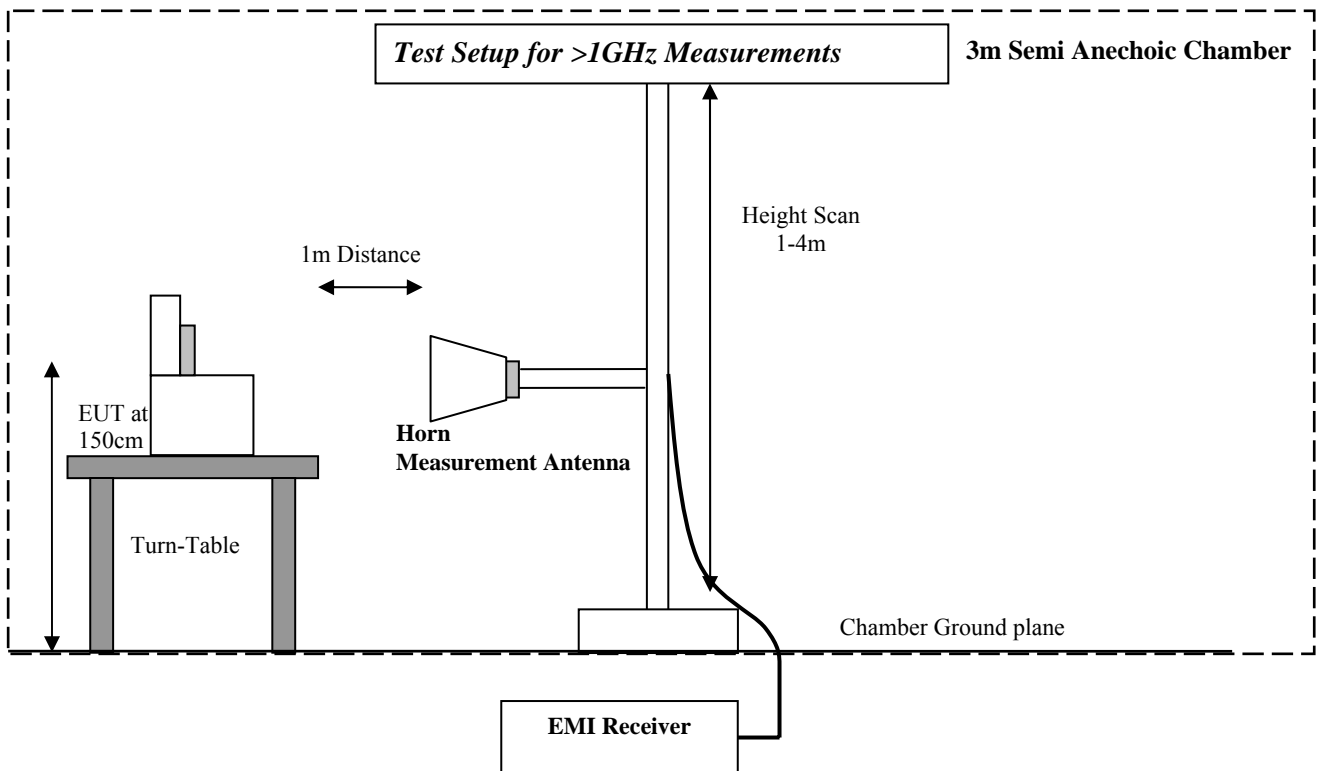 Test Setup for >1GHz Measurements
3m Semi Anechoic Chamber
Height Scan
1-4m
1m Distance
EUT at
150cm
Horn
Measurement Antenna
Turn-Table
Chamber Ground plane
EMI Receiver